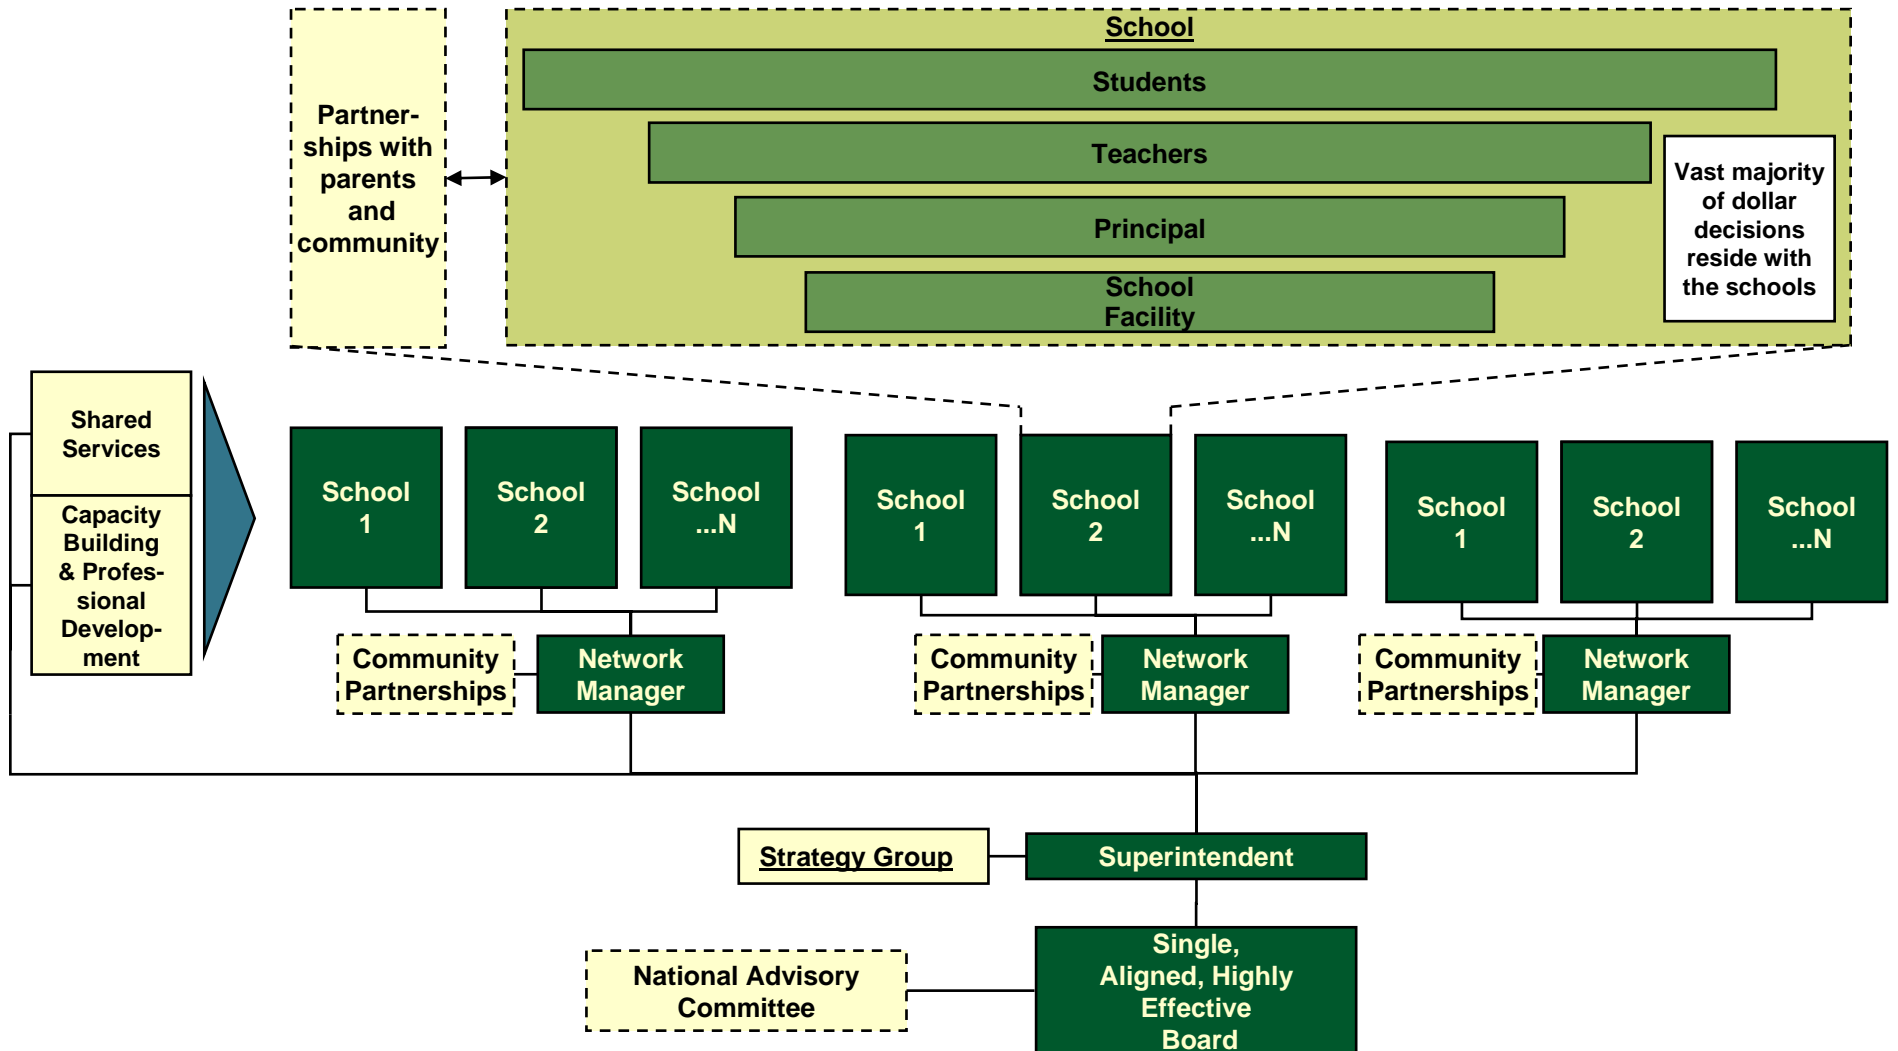 School
Students
Partner-
ships with
parents
and
community
Teachers
Vast majority
of dollar
decisions
reside with
the schools
Principal
School
Facility
Shared
Services
Capacity
Building
& Profes-
sional
Develop-
ment
School
1
School
2
School
...N
School
1
School
2
School
...N
School
1
School
2
School
...N
Community
Partnerships
Network
Manager
Community
Partnerships
Network
Manager
Community
Partnerships
Network
Manager
Strategy Group
Superintendent
National Advisory
Committee
Single,
Aligned, Highly
Effective
Board